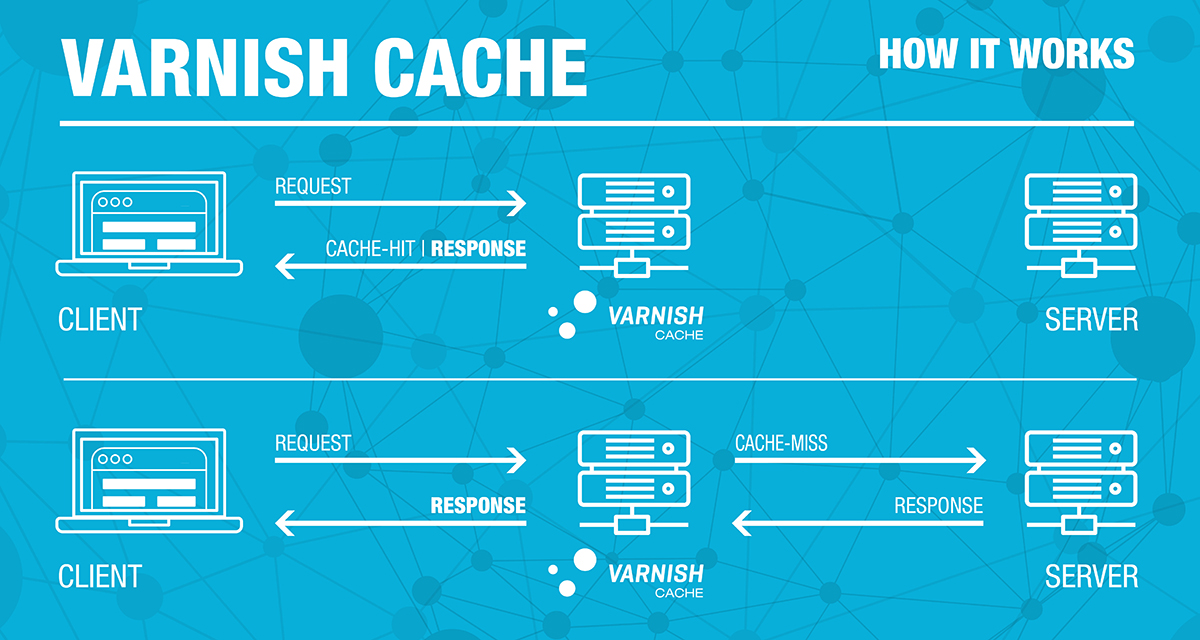 VARNISH CACHE
HOW IT WORKS
REQUEST
CACHE-HIT | RESPONSE
CLIENT
VARNISH
CACHE
SERVER
REQUEST
CACHE-MISS
RESPONSE
RESPONSE
CLIENT
VARNISH
CACHE
SERVER